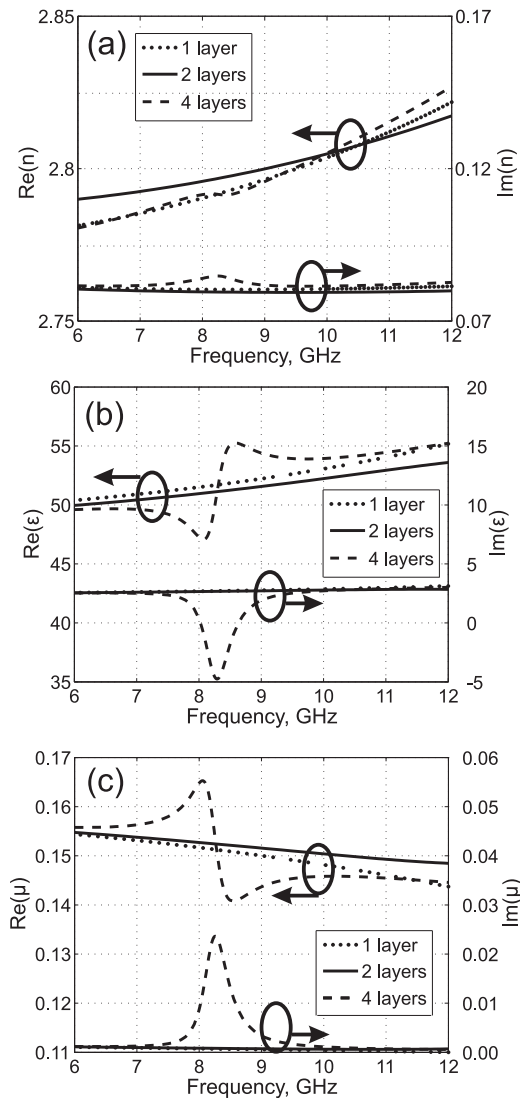 (a)
1 layer
2 layers
4 layers
2.85
2.8
2.75
Re(n)
0.17
0.12
0.07
Im(n)
6 7 8 9 10 11 12
Frequency, GHz
(b)
1 layer
2 layers
4 layers
60
55
50
45
40
35
Re(ε)
20
15
10
5
0
-5
Im(ε)
6 7 8 9 10 11 12
Frequency, GHz
(c)
1 layer
2 layers
4 layers
0.17
0.16
0.15
0.14
0.13
0.12
0.11
Re(μ)
0.06
0.05
0.04
0.03
0.02
0.01
0.00
Im(μ)
6 7 8 9 10 11 12
Frequency, GHz